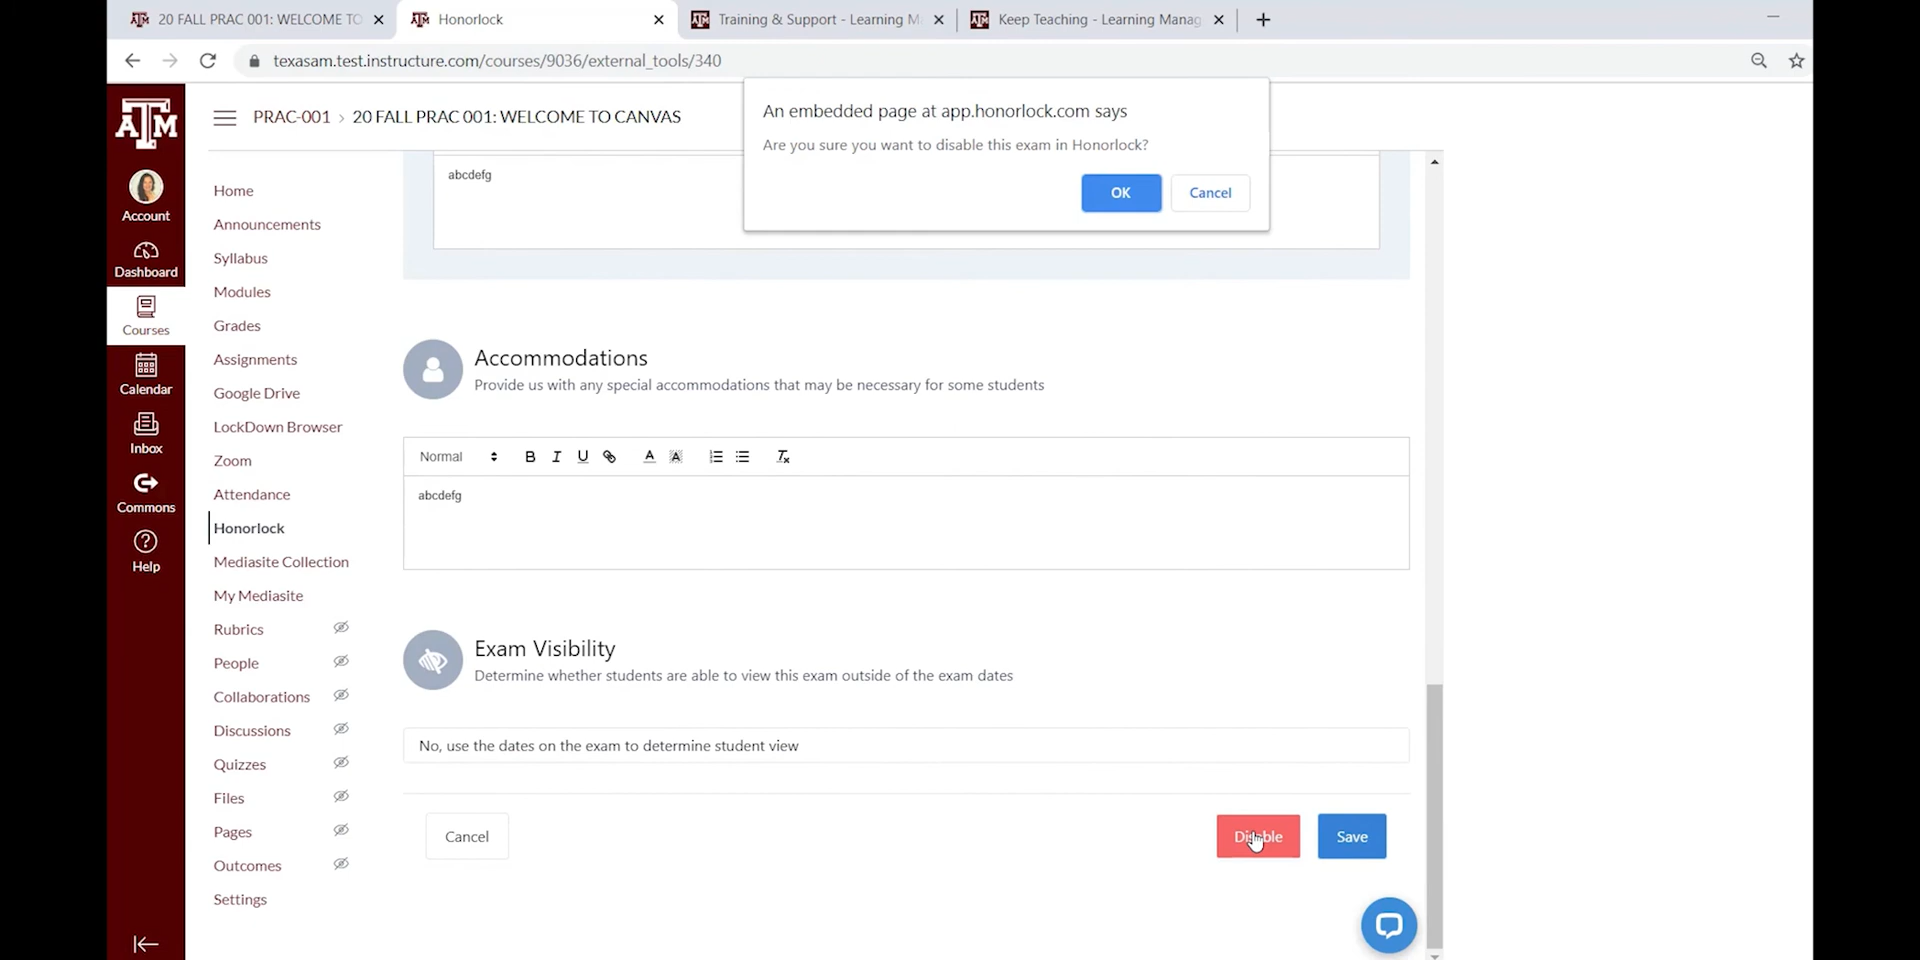 20 FALL PRAC 001: WELCOME TO
Honorlock
Training & Support - Learning M
Keep Teaching - Learning Manag
texasam.test.instructure.com/courses/9036/external_tools/340
An embedded page at app.honorlock.com says
Are you sure you want to disable this exam in Honorlock?
OK
Cancel
ATM
PRAC-001 › 20 FALL PRAC 001: WELCOME TO CANVAS
Account
Dashboard
Courses
Calendar
Inbox
Commons
Help
Home
Announcements
Syllabus
Modules
Grades
Assignments
Google Drive
LockDown Browser
Zoom
Attendance
Honorlock
Mediasite Collection
My Mediasite
Rubrics
People
Collaborations
Discussions
Quizzes
Files
Pages
Outcomes
Settings
abcdefg
Accommodations
Provide us with any special accommodations that may be necessary for some students
Normal B I U A A
abcdefg
Exam Visibility
Determine whether students are able to view this exam outside of the exam dates
No, use the dates on the exam to determine student view
Cancel
Disable
Save